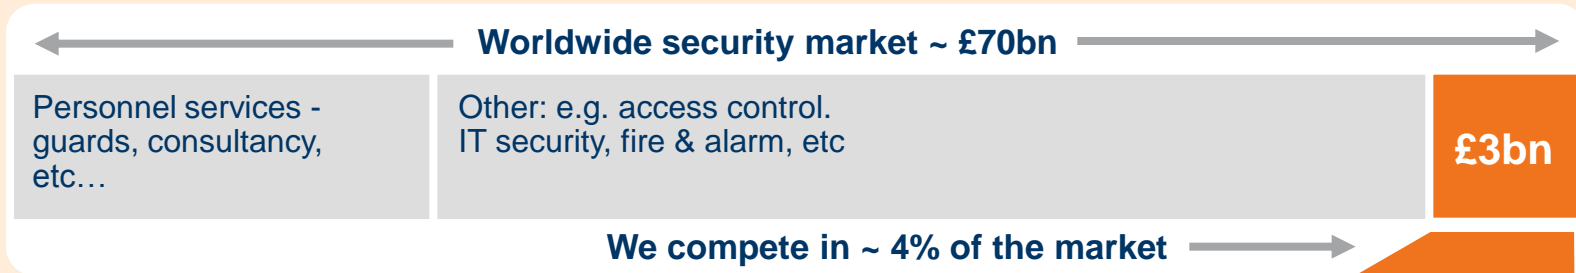 Worldwide security market ~ £70bn
Personnel services -
guards, consultancy,
etc…
Other: e.g. access control.
IT security, fire & alarm, etc
£3bn
We compete in ~ 4% of the market